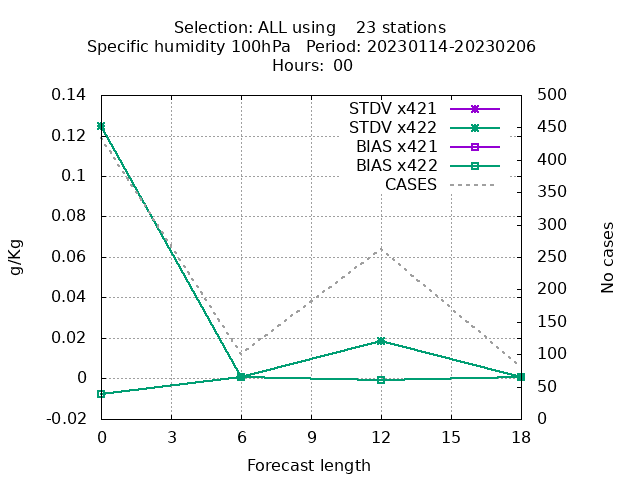 Selection: ALL using    23 stations
Specific humidity 100hPa   Period: 20230114-20230206
Hours:  00
0.14
0.12
0.1
0.08
0.06
0.04
0.02
0
-0.02
g/Kg
STDV x421
STDV x422
BIAS x421
BIAS x422
CASES
500
450
400
350
300
250
200
150
100
50
0
No cases
0 3 6 9 12 15 18
Forecast length